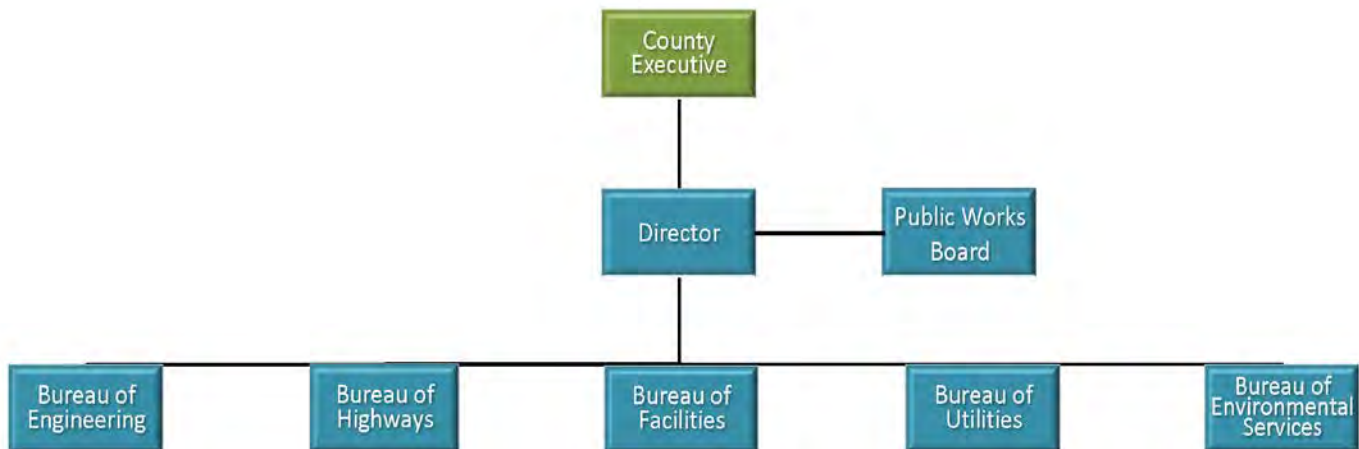 County
Executive
Director
Public Works
Board
Bureau of
Engineering
Bureau of
Highways
Bureau of
Facilities
Bureau of
Utilities
Bureau of
Environmental
Services